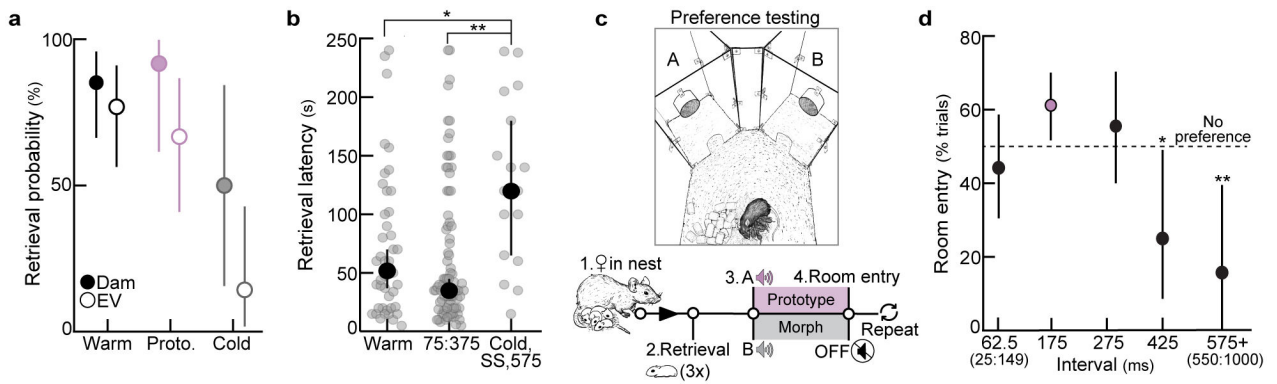 a
Retrieval probability (%)
100
50
0
Dam
EV
Warm Proto. Cold
b
* 
**
Retrieval latency (s)
250
200
150
100
50
0
Warm 75:375 Cold,
SS,575
c
Preference testing
A B
1.♀in nest
2.Retrieval
(3x)
3.A
4.Room entry
Prototype
Morph
B
OFF
Repeat
d
Room entry (% trials)
80
60
40
20
0
No
preference
*
**
62.5 175 275 425 575+
(25:149) (550:1000)
Interval (ms)